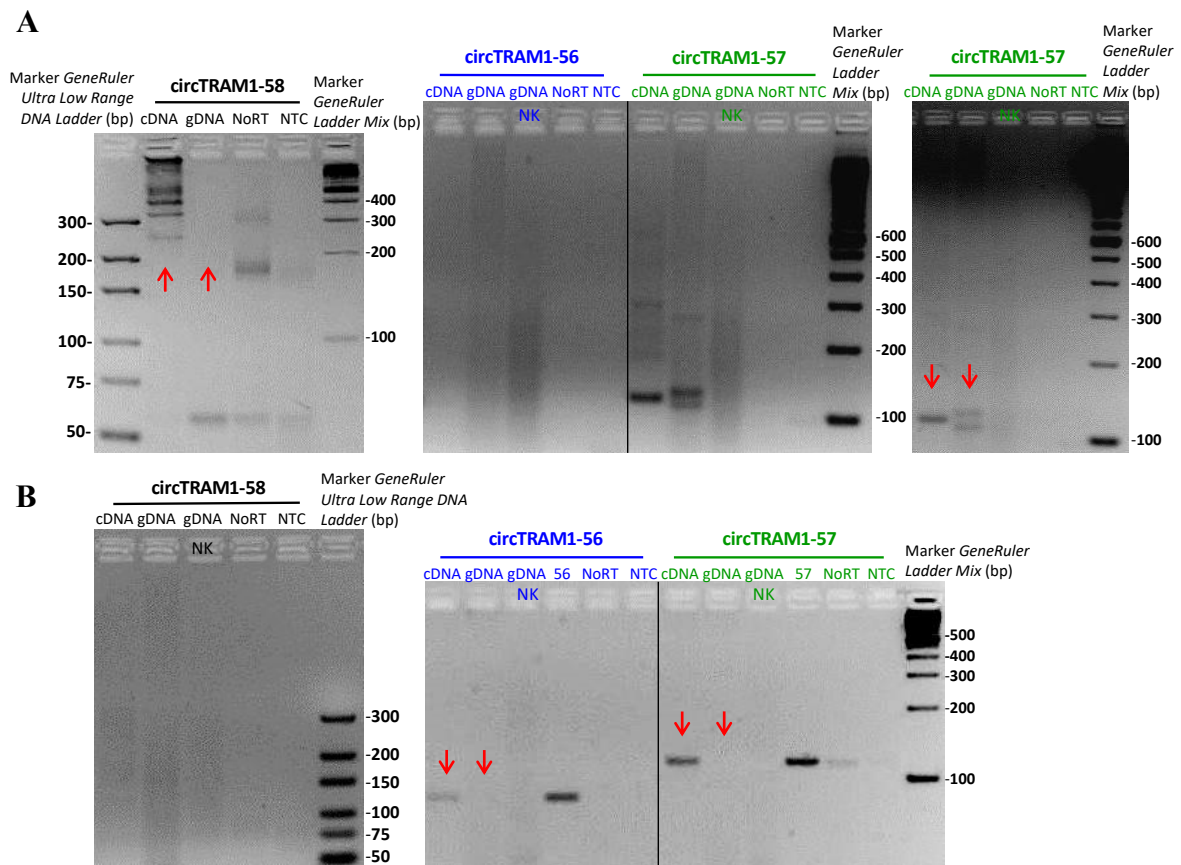 A
Marker GeneRuler
Ultra Low Range
DNA Ladder (bp)
circTRAM1-58
cDNA gDNA NoRT NTC
Marker
GeneRuler
Ladder Mix (bp)
300-
200-
150-
100-
75-
50-
-400
-300
-200
-100
circTRAM1-56
cDNA gDNA gDNA NoRT NTC
NK
circTRAM1-57
cDNA gDNA gDNA NoRT NTC
NK
Marker
GeneRuler
Ladder
Mix (bp)
-600
-500
-400
-300
-200
-100
circTRAM1-57
cDNA gDNA gDNA NoRT NTC
NK
Marker
GeneRuler
Ladder
Mix (bp)
-600
-500
-400
-300
-200
-100
B
circTRAM1-58
cDNA gDNA gDNA NoRT NTC
NK
Marker GeneRuler
Ultra Low Range DNA
Ladder (bp)
-300
-200
-150
-100
-75
-50
circTRAM1-56
cDNA gDNA gDNA 56 NoRT NTC
NK
circTRAM1-57
cDNA gDNA gDNA 57 NoRT NTC
NK
Marker GeneRuler
Ladder Mix (bp)
-500
-400
-300
-200
-100